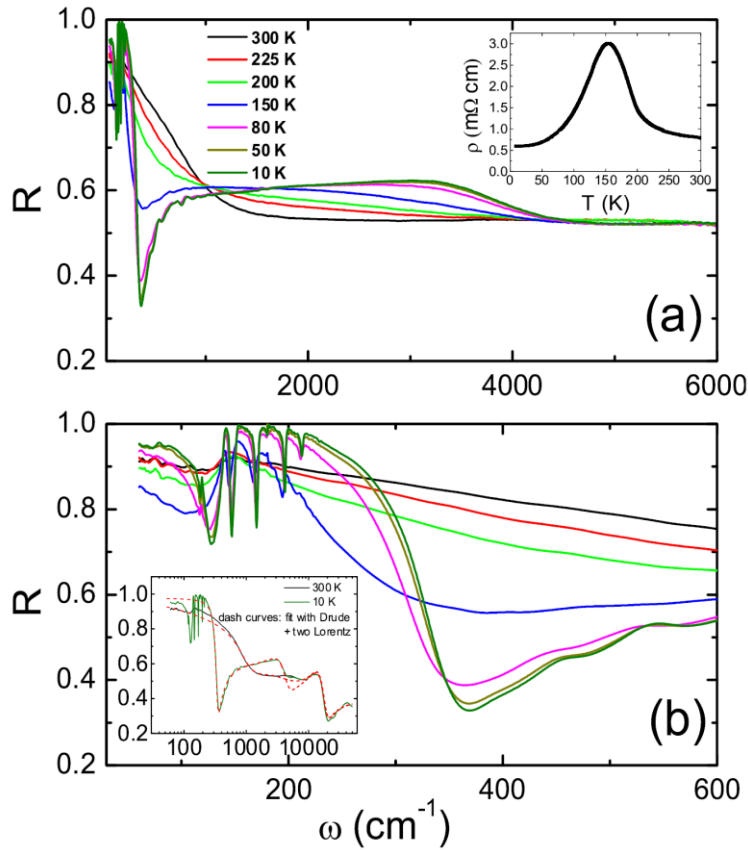 1.0
0.8
0.6
0.4
0.2
R
300 K
225 K
200 K
150 K
80 K
50 K
10 K
3.0
2.5
2.0
1.5
1.0
0.5
0.0
ρ (mΩ cm)
0 50 100 150 200 250 300
T (K)
(a)
2000 4000 6000
1.0
0.8
0.6
0.4
0.2
R
1.0
0.8
0.6
0.4
0.2
300 K
10 K
dash curves: fit with Drude
+ two Lorentz
100 1000 10000
(b)
200 400 600
ω (cm⁻¹)